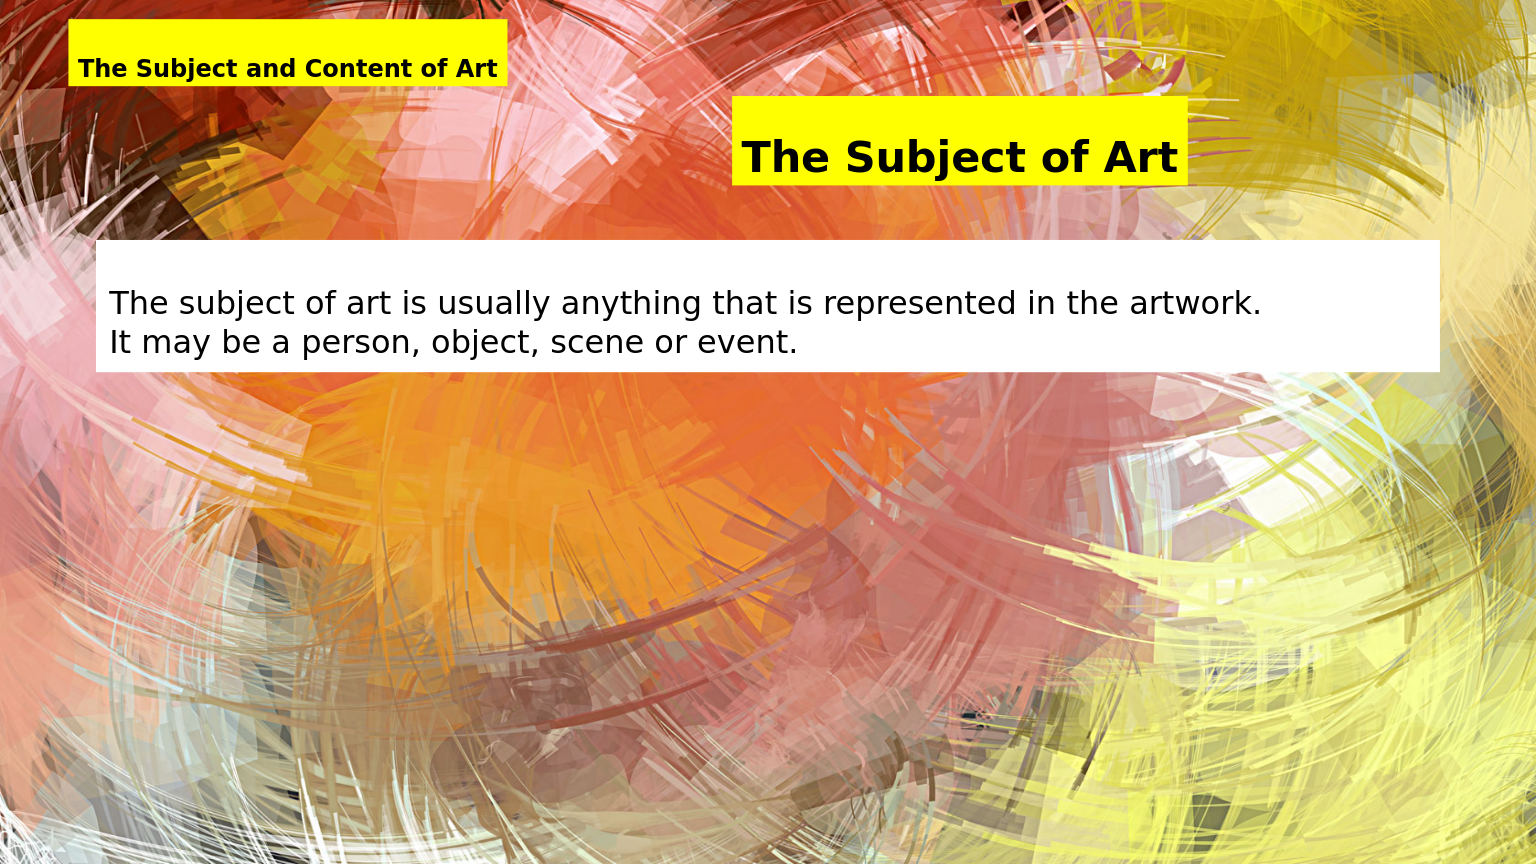 The Subject and Content of Art
The Subject of Art
The subject of art is usually anything that is represented in the artwork.
It may be a person, object, scene or event.